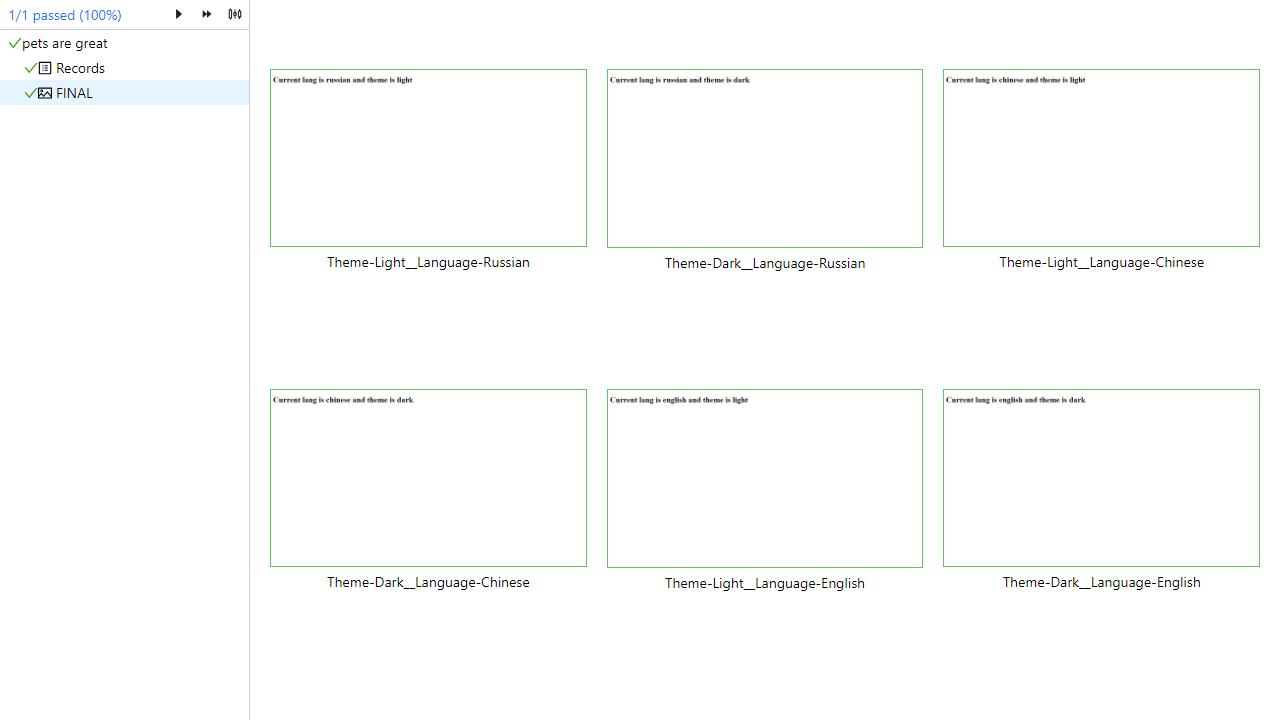 1/1 passed (100%)
pets are great
Records
FINAL
Current lang is russian and theme is light
Theme-Light__Language-Russian
Current lang is russian and theme is dark
Theme-Dark__Language-Russian
Current lang is chinese and theme is light
Theme-Light__Language-Chinese
Current lang is chinese and theme is dark
Theme-Dark__Language-Chinese
Current lang is english and theme is light
Theme-Light__Language-English
Current lang is english and theme is dark
Theme-Dark__Language-English